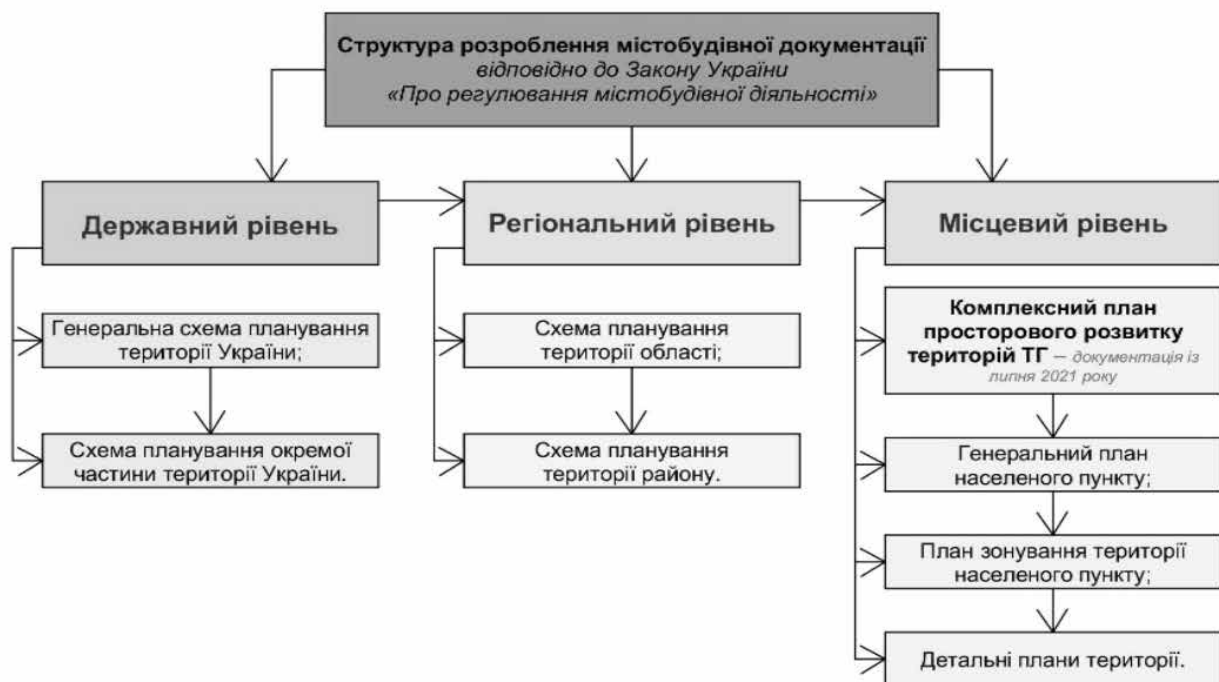 Структура розроблення містобудівної документації
відповідно до Закону України
«Про регулювання містобудівної діяльності»
Державний рівень
Генеральна схема планування
території України;
Схема планування окремої
частини території України.
Регіональний рівень
Схема планування
території області;
Схема планування
території району.
Місцевий рівень
Комплексний план
просторового розвитку
територій ТГ – документація із
липня 2021 року
Генеральний план
населеного пункту;
План зонування території
населеного пункту;
Детальні плани території.